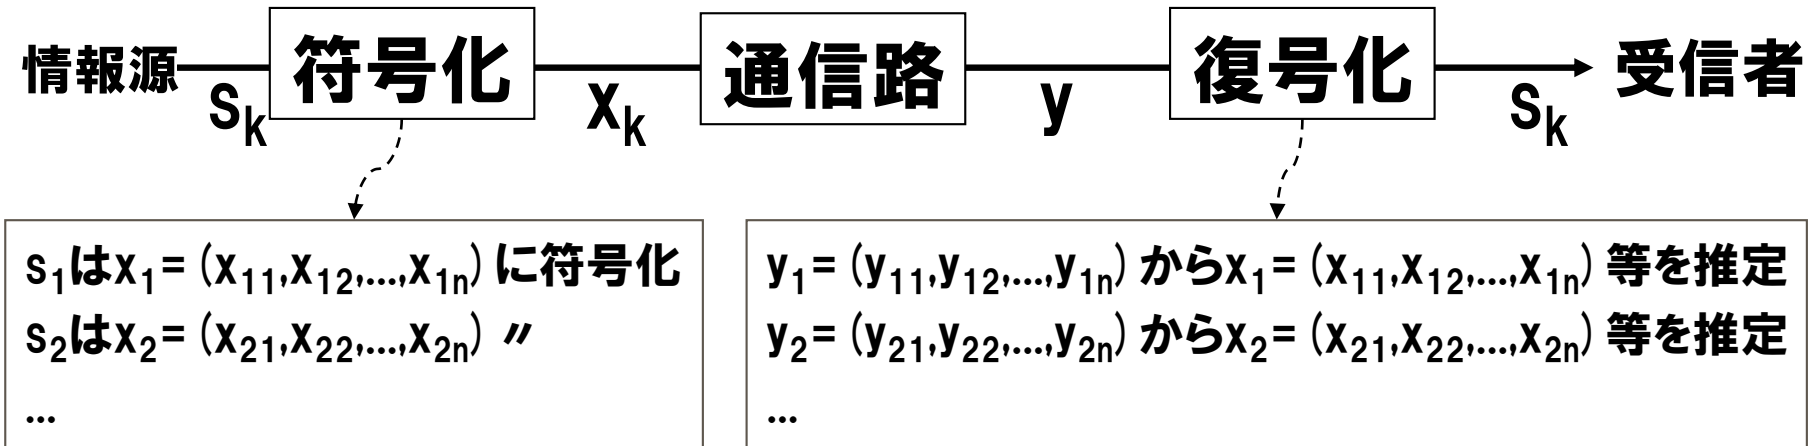 情報源 符号化 通信路 復号化 受信者
sk xk y sk
s1はx1=(x11,x12,...,x1n)に符号化
s2はx2=(x21,x22,...,x2n)〃
...
y1=(y11,y12,...,y1n)からx1=(x11,x12,...,x1n)等を推定
y2=(y21,y22,...,y2n)からx2=(x21,x22,...,x2n)等を推定
...